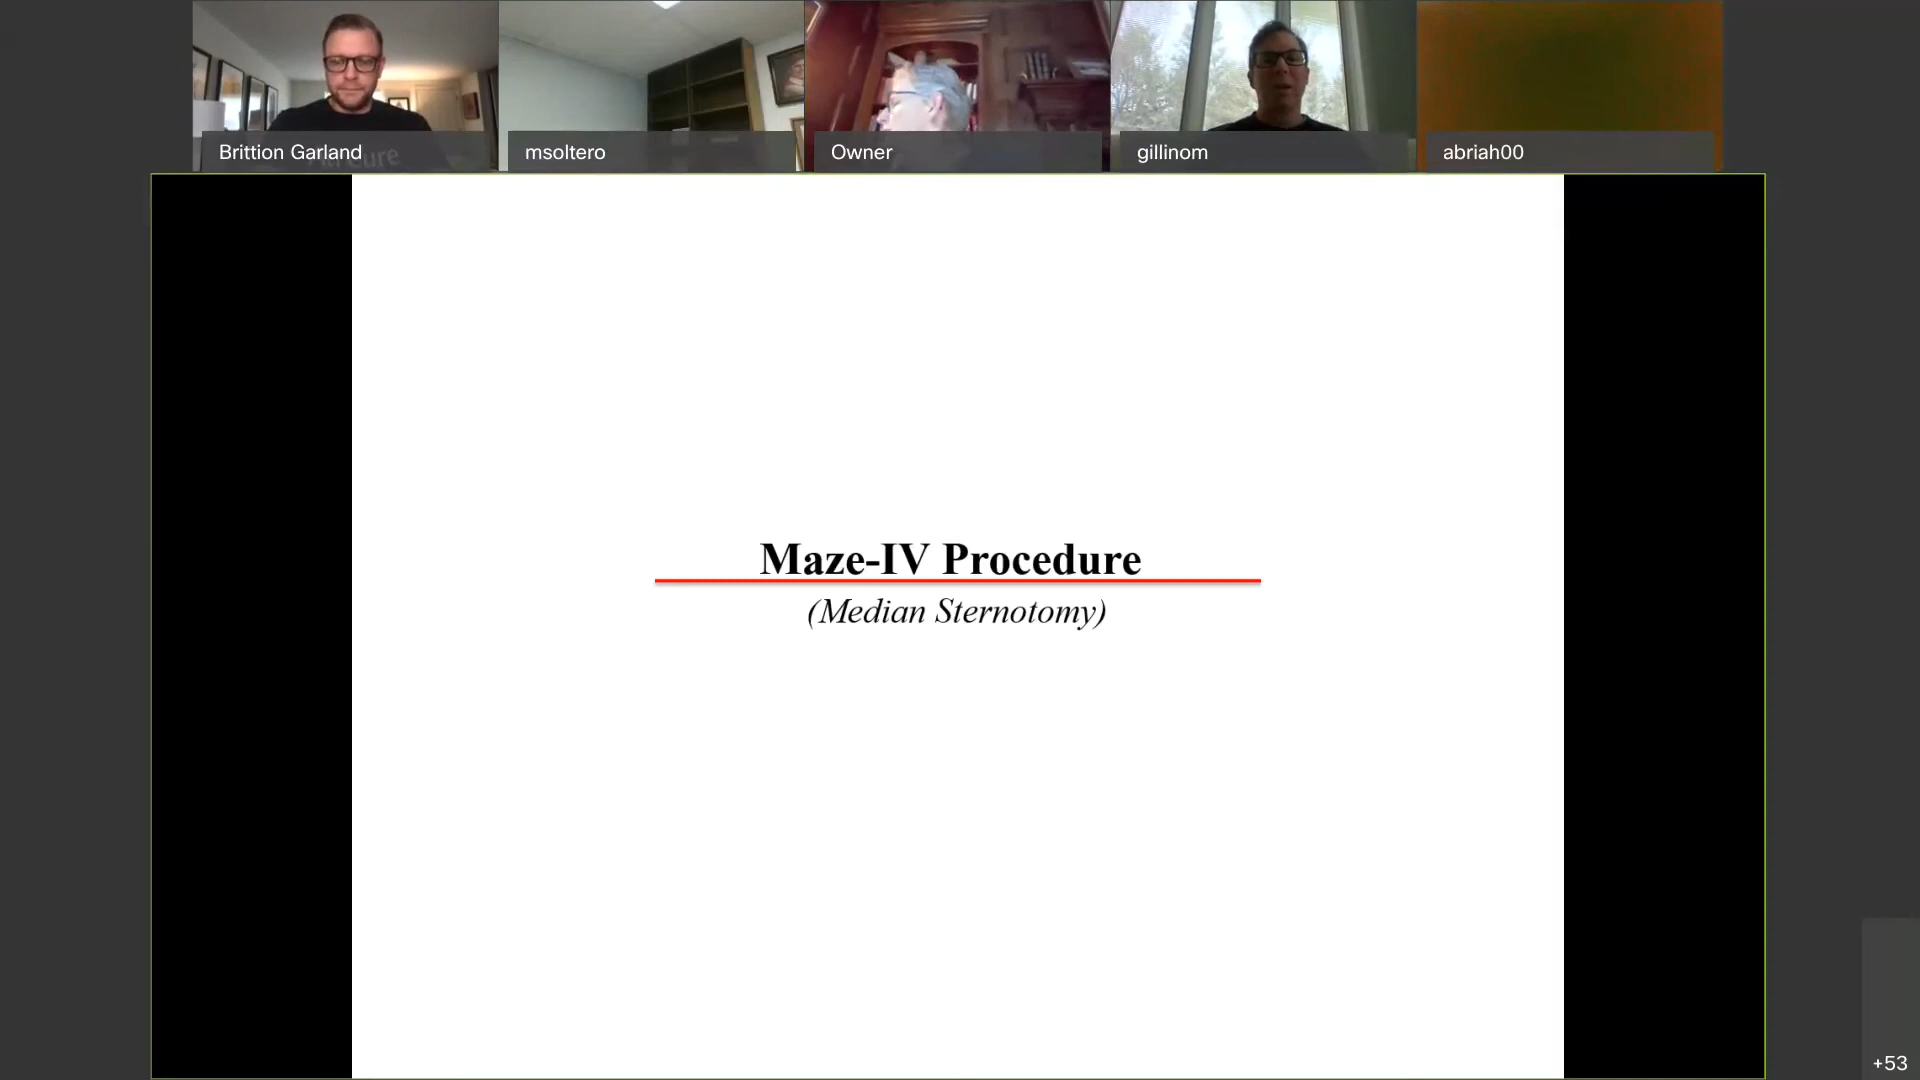 Brittion Garland
msoltero
Owner
gillinom
abriah00
Maze-IV Procedure
(Median Sternotomy)
+53